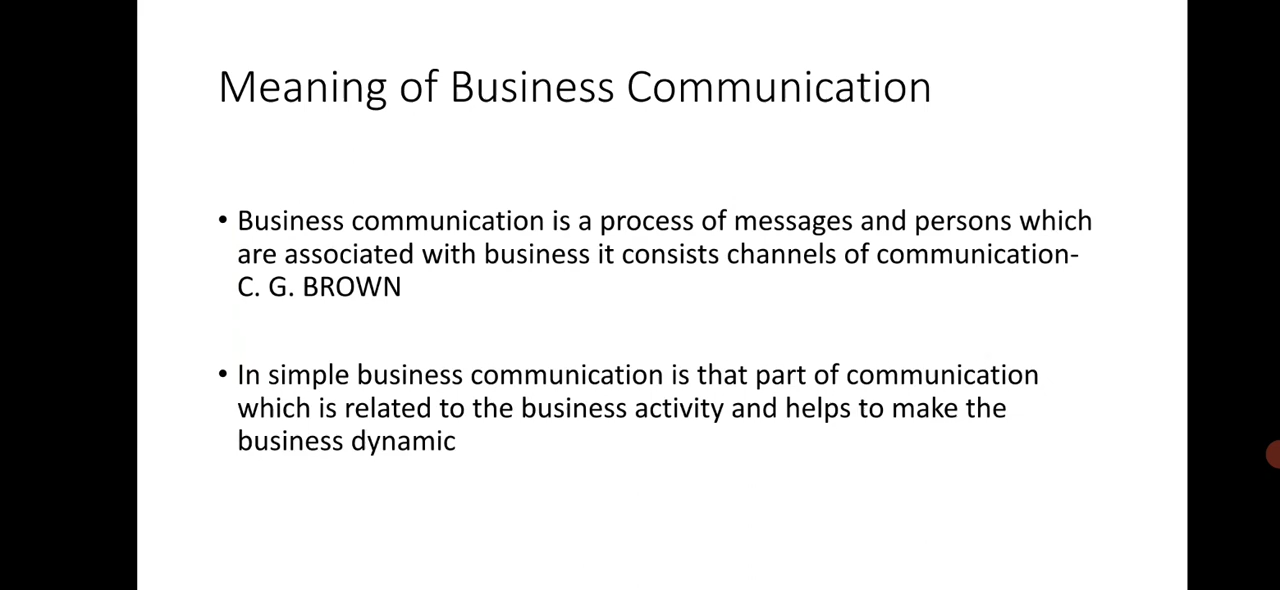 Meaning of Business Communication
• Business communication is a process of messages and persons which
are associated with business it consists channels of communication-
C. G. BROWN
• In simple business communication is that part of communication
which is related to the business activity and helps to make the
business dynamic